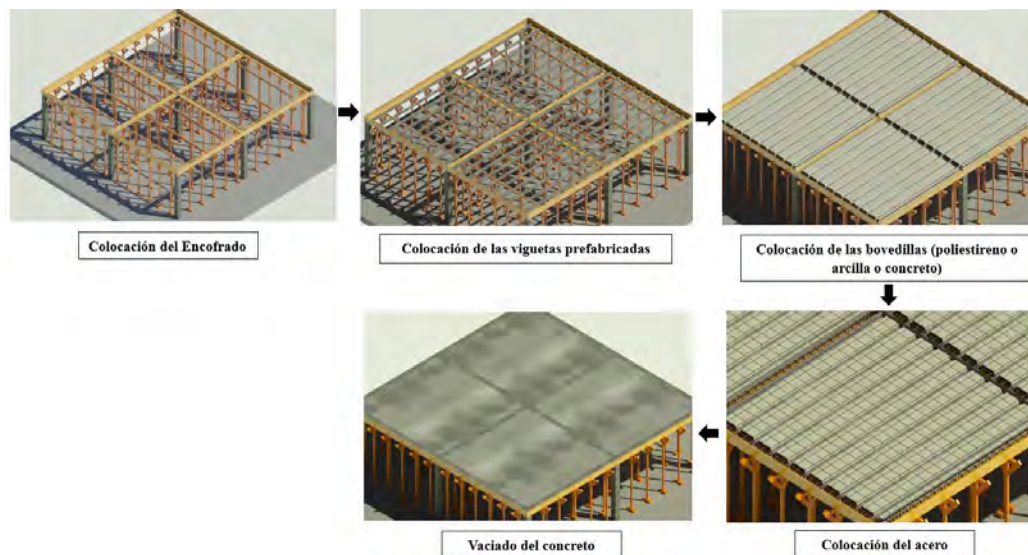 Colocación del Encofrado
Colocación de las viguetas prefabricadas
Colocación de las bovedillas (poliestireno o
arcilla o concreto)
Colocación del acero
Vaciado del concreto